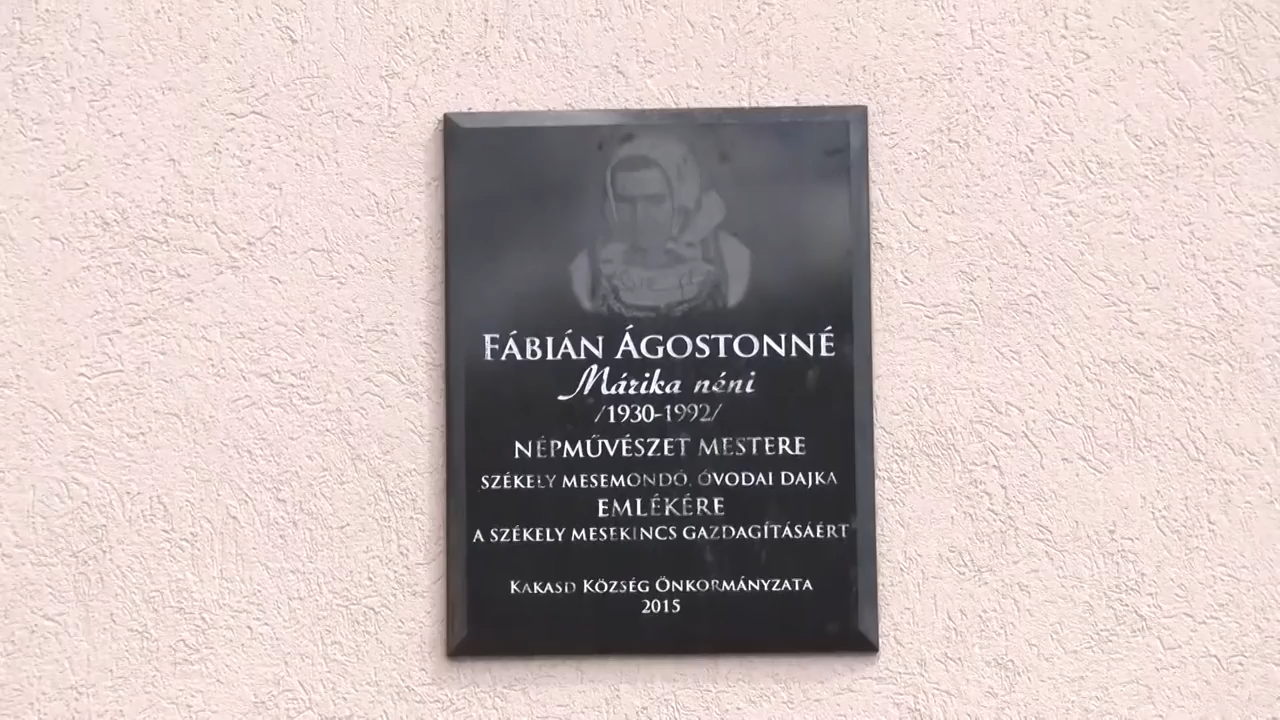 FÁBIÁN ÁGOSTONNÉ
Márika néni
/1930-1992/
NÉPMŰVÉSZET MESTERE
SZÉKELY MESEMONDÓ, ÓVODAI DAJKA
EMLÉKÉRE
A SZÉKELY MESEKINCS GAZDAGÍTÁSÁÉRT
KAKASD KÖZSÉG ÖNKORMÁNYZATA
2015